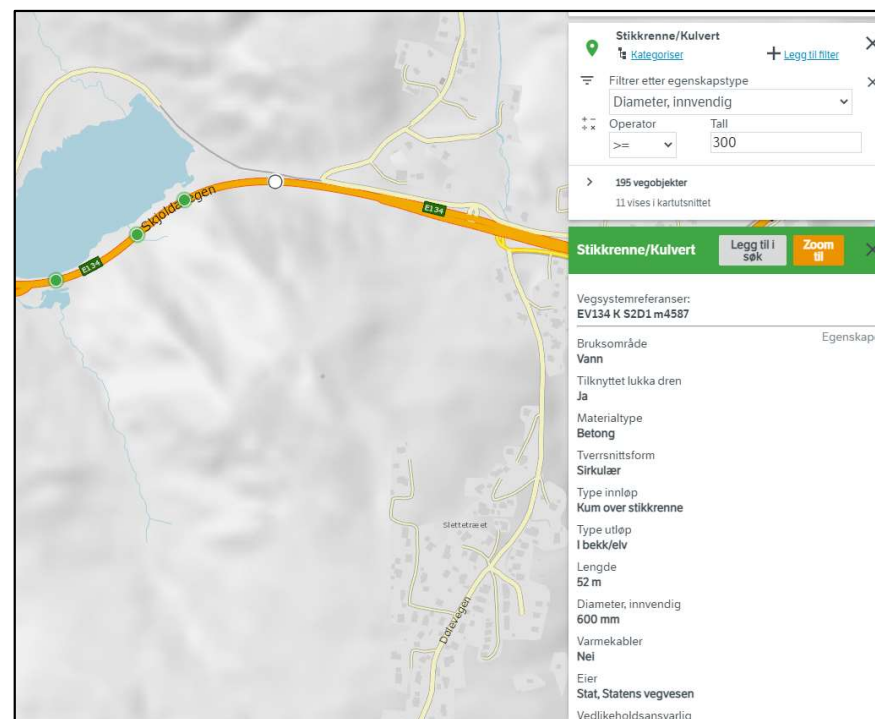 Stikkrenne/Kulvert
Kategoriser
Legg til filter
Filtrer etter egenskapstype
Diameter, innvendig
Operator Tall
>= 300
195 vegobjekter
11 vises i kartutsnittet
Stikkrenne/Kulvert
Legg til i søk
Zoom til
Vegsystemreferanser:
EV134 K S2D1 m4587
Egenskap
Bruksområde
Vann
Tilknyttet lukka dren
Ja
Materialtype
Betong
Tverrsnittsform
Sirkulær
Type innløp
Kum over stikkrenne
Type utløp
I bekk/elv
Lengde
52 m
Diameter, innvendig
600 mm
Varmekabler
Nei
Eier
Stat, Statens vegvesen
Vedlikeholdsansvarlig
E134
E134
Slettetræet
Dølevegen